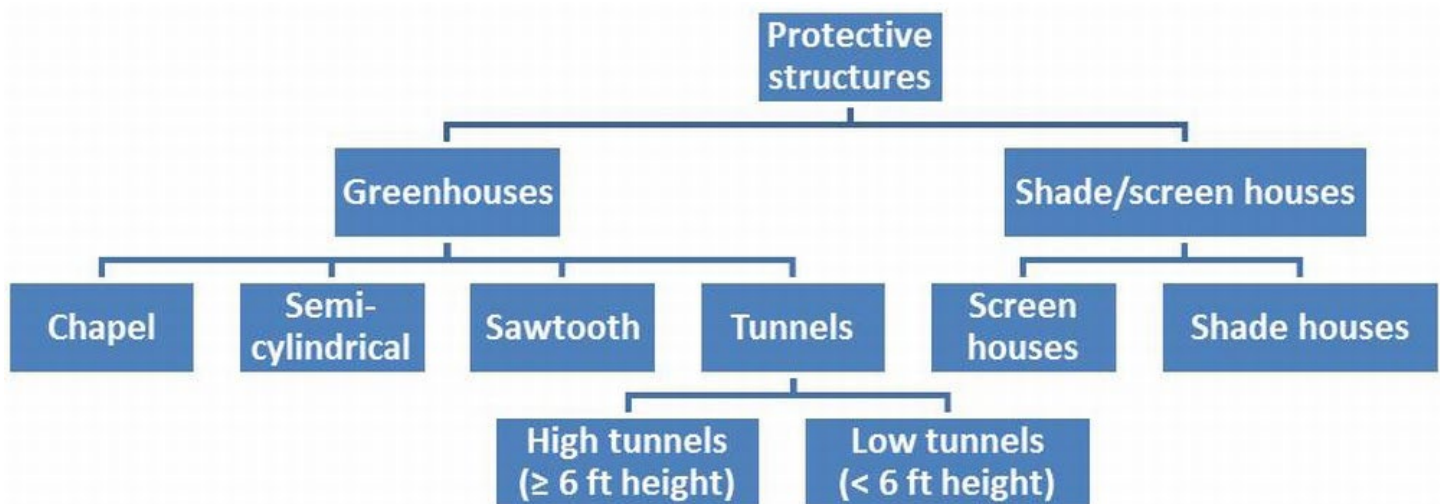 Protective
structures
Greenhouses
Shade/screen houses
Chapel
Semi-
cylindrical
Sawtooth
Tunnels
Screen
houses
Shade houses
High tunnels
(≥ 6 ft height)
Low tunnels
(< 6 ft height)